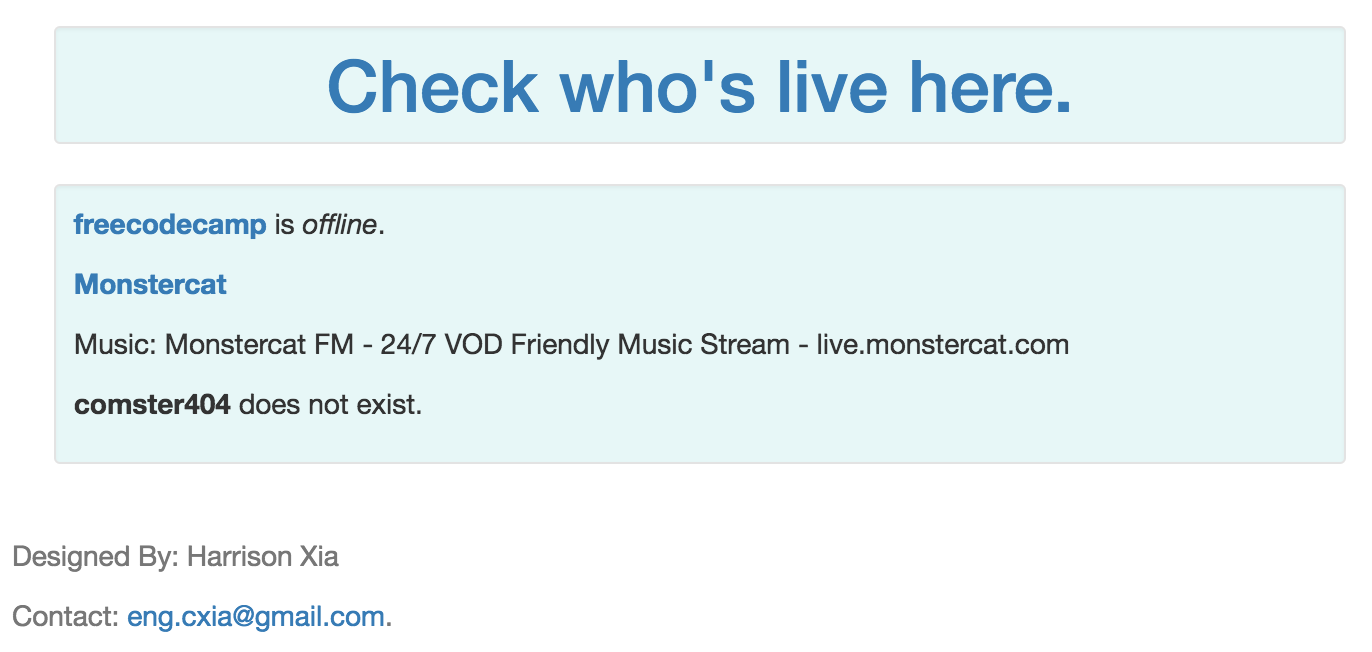 Check who's live here.
freecodecamp is offline.
Monstercat
Music: Monstercat FM - 24/7 VOD Friendly Music Stream - live.monstercat.com
comster404 does not exist.
Designed By: Harrison Xia
Contact: eng.cxia@gmail.com.